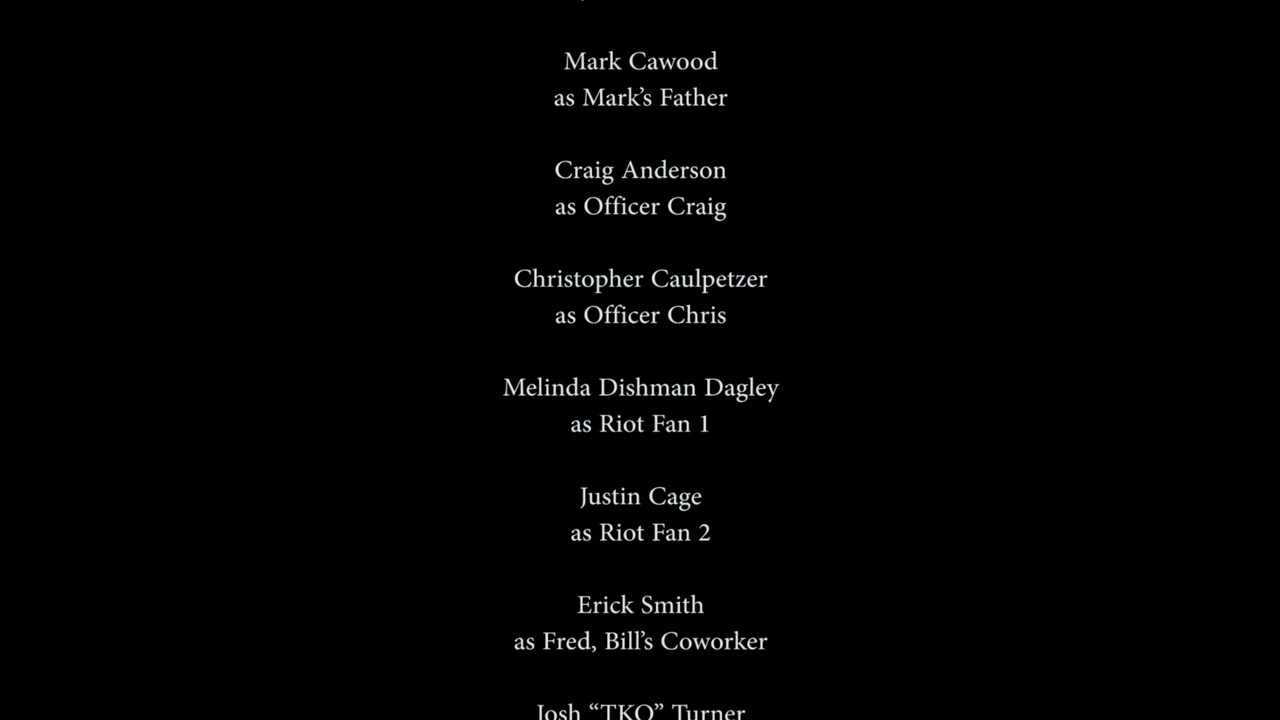 Mark Cawood
as Mark's Father
Craig Anderson
as Officer Craig
Christopher Caulpetzer
as Officer Chris
Melinda Dishman Dagley
as Riot Fan 1
Justin Cage
as Riot Fan 2
Erick Smith
as Fred, Bill's Coworker
Josh “TKO” Turner